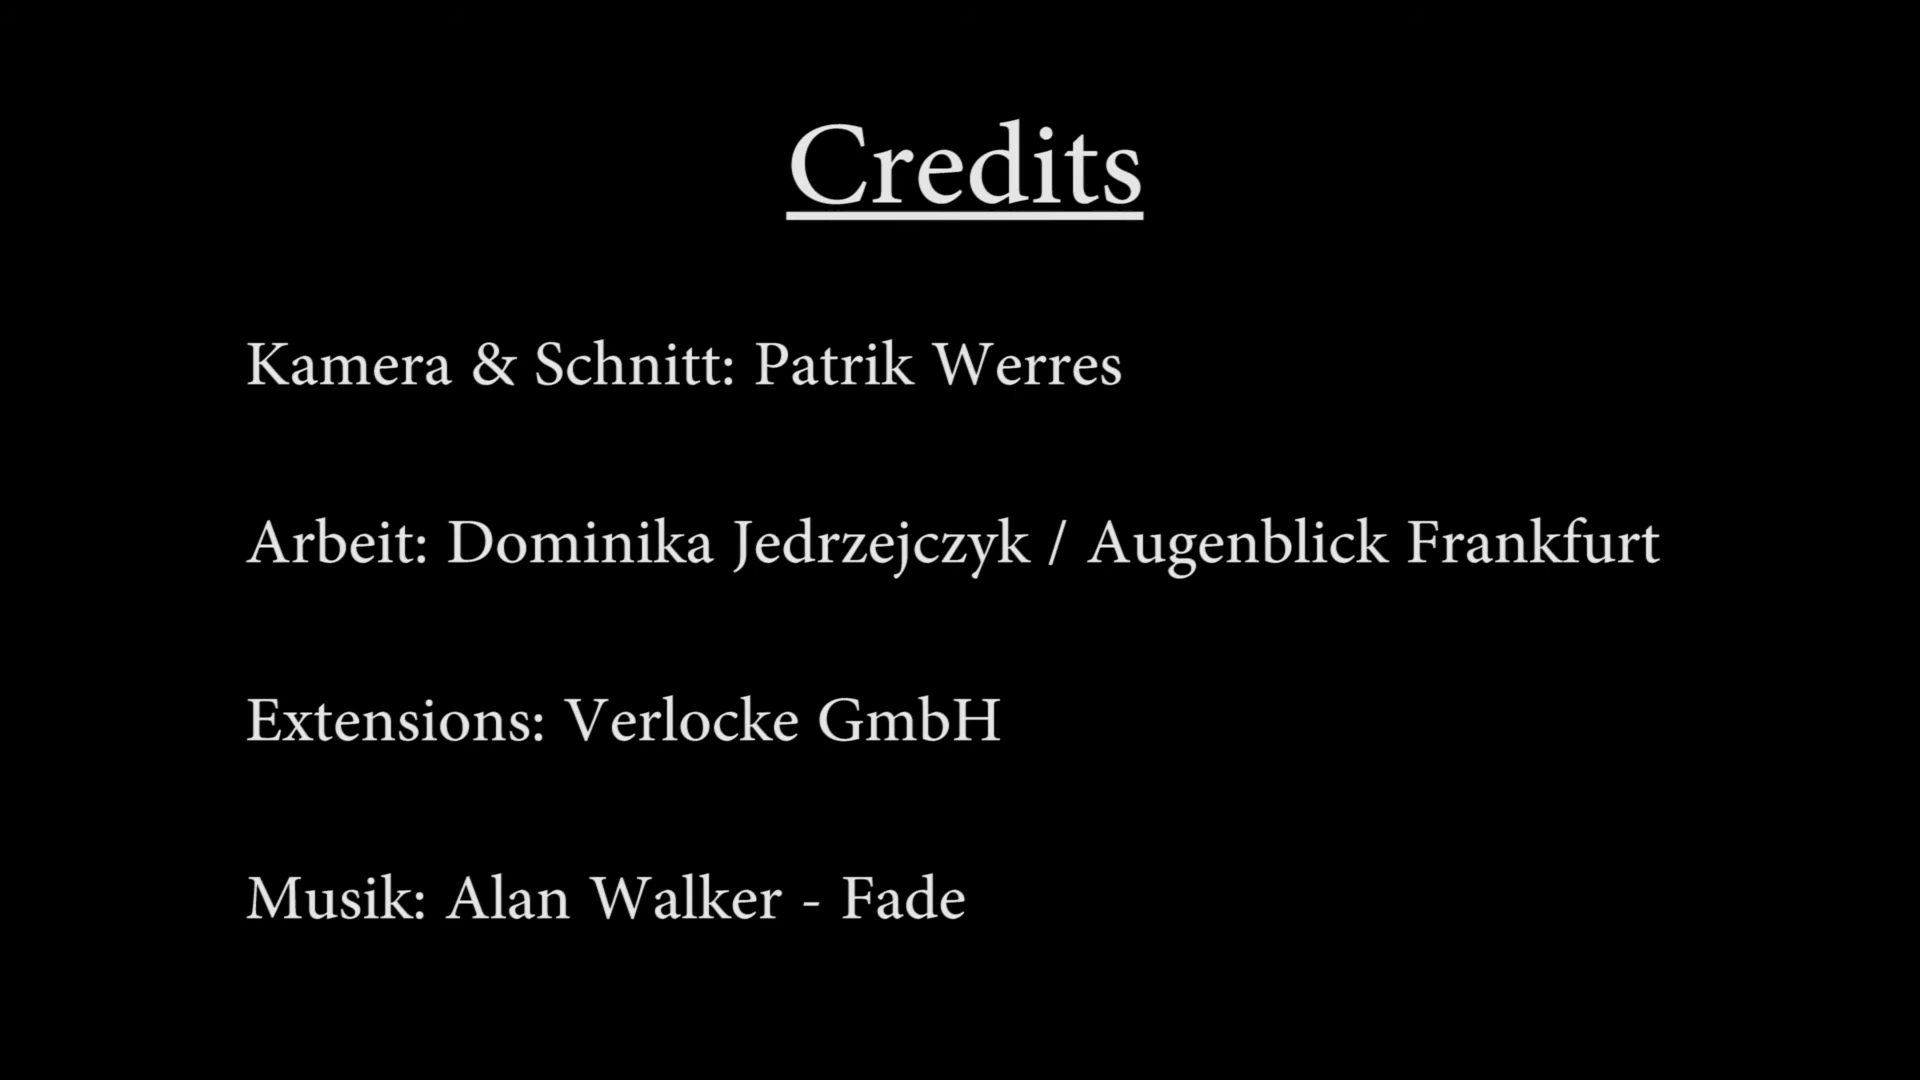 Credits
Kamera & Schnitt: Patrik Werres
Arbeit: Dominika Jedrzejczyk / Augenblick Frankfurt
Extensions: Verlocke GmbH
Musik: Alan Walker - Fade